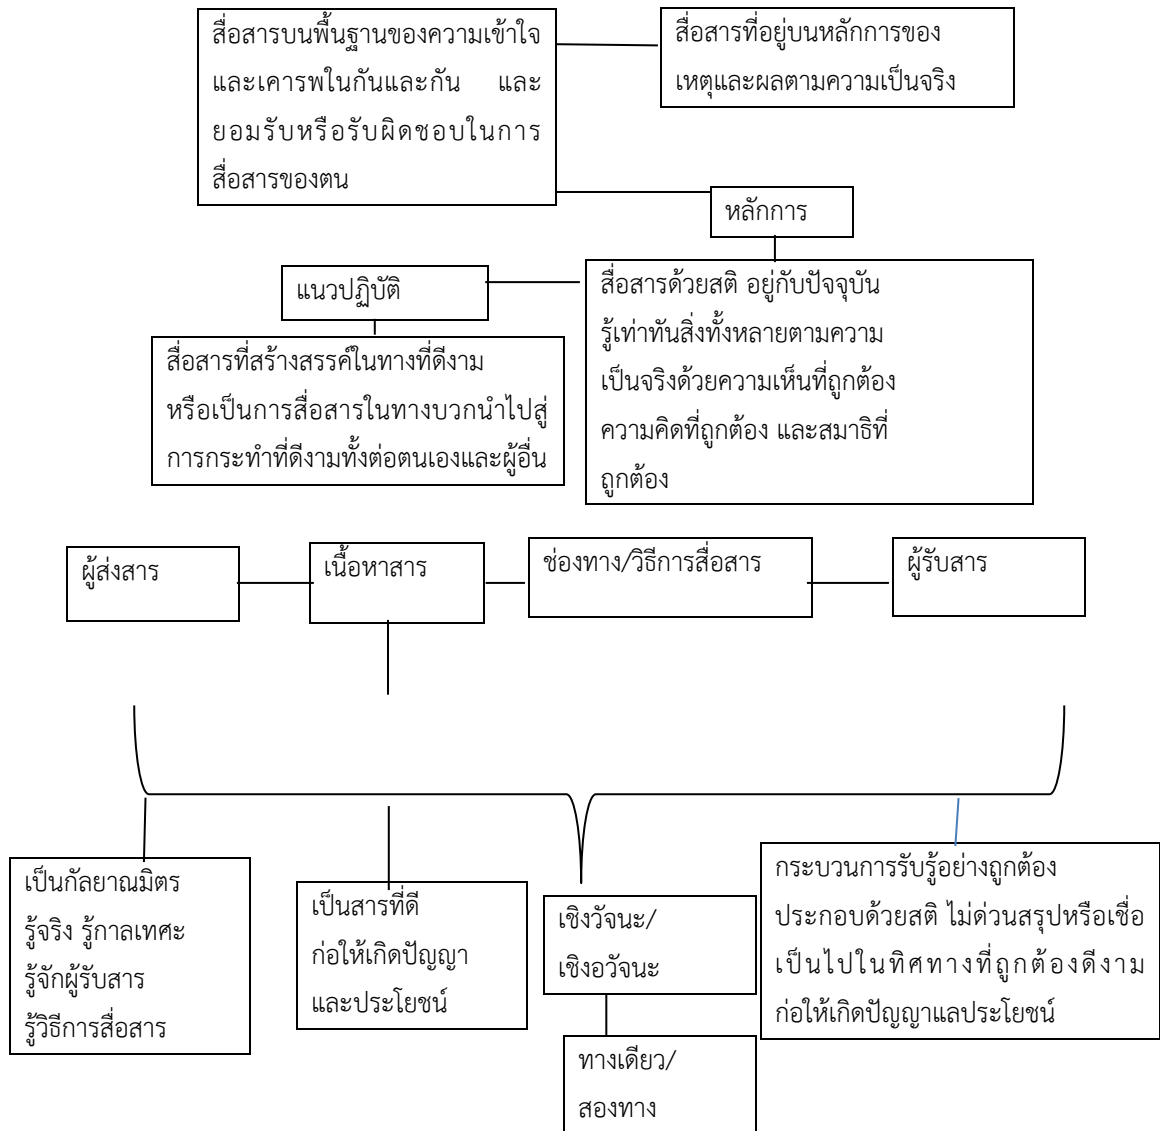 สื่อสารบนพื้นฐานของความเข้าใจ
และเคารพในกันและกัน และ
ยอมรับหรือรับผิดชอบในการ
สื่อสารของตน
สื่อสารที่อยู่บนหลักการของ
เหตุและผลตามความเป็นจริง
หลักการ
แนวปฏิบัติ
สื่อสารด้วยสติ อยู่กับปัจจุบัน
รู้เท่าทันสิ่งทั้งหลายตามความ
เป็นจริงด้วยความเห็นที่ถูกต้อง
ความคิดที่ถูกต้อง และสมาธิที่
ถูกต้อง
สื่อสารที่สร้างสรรค์ในทางที่ดีงาม
หรือเป็นการสื่อสารในทางบวกนำไปสู่
การกระทำที่ดีงามทั้งต่อตนเองและผู้อื่น
ผู้ส่งสาร
เนื้อหาสาร
ช่องทาง/วิธีการสื่อสาร
ผู้รับสาร
เป็นกัลยาณมิตร
รู้จริง รู้กาลเทศะ
รู้จักผู้รับสาร
รู้วิธีการสื่อสาร
เป็นสารที่ดี
ก่อให้เกิดปัญญา
และประโยชน์
เชิงวัจนะ/
เชิงอวัจนะ
ทางเดียว/
สองทาง
กระบวนการรับรู้อย่างถูกต้อง
ประกอบด้วยสติ ไม่ด่วนสรุปหรือเชื่อ
เป็นไปในทิศทางที่ถูกต้องดีงาม
ก่อให้เกิดปัญญาแลประโยชน์